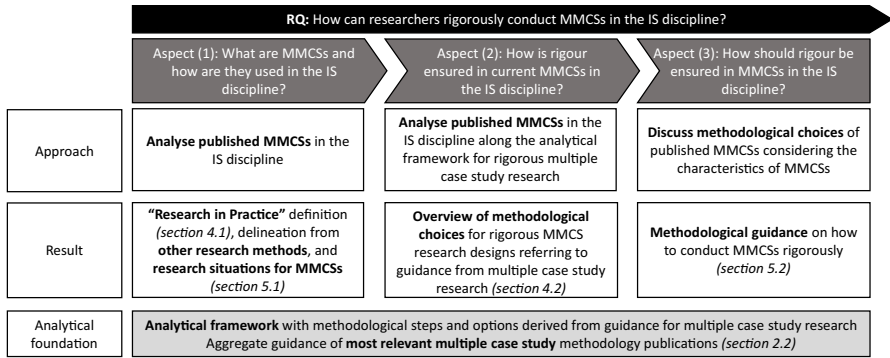 RQ: How can researchers rigorously conduct MMCSs in the IS discipline?
Aspect (1): What are MMCSs and
how are they used in the IS
discipline?
Aspect (2): How is rigour
ensured in current MMCSs in
the IS discipline?
Aspect (3): How should rigour be
ensured in MMCSs in the IS
discipline?
Approach
Analyse published MMCSs in the
IS discipline
Analyse published MMCSs in the
IS discipline along the analytical
framework for rigorous multiple
case study research
Discuss methodological choices of
published MMCSs considering the
characteristics of MMCSs
Result
“Research in Practice” definition
(section 4.1), delineation from
other research methods, and
research situations for MMCSs
(section 5.1)
Overview of methodological
choices for rigorous MMCS
research designs referring to
guidance from multiple case study
research (section 4.2)
Methodological guidance on how
to conduct MMCSs rigorously
(section 5.2)
Analytical
foundation
Analytical framework with methodological steps and options derived from guidance for multiple case study research
Aggregate guidance of most relevant multiple case study methodology publications (section 2.2)